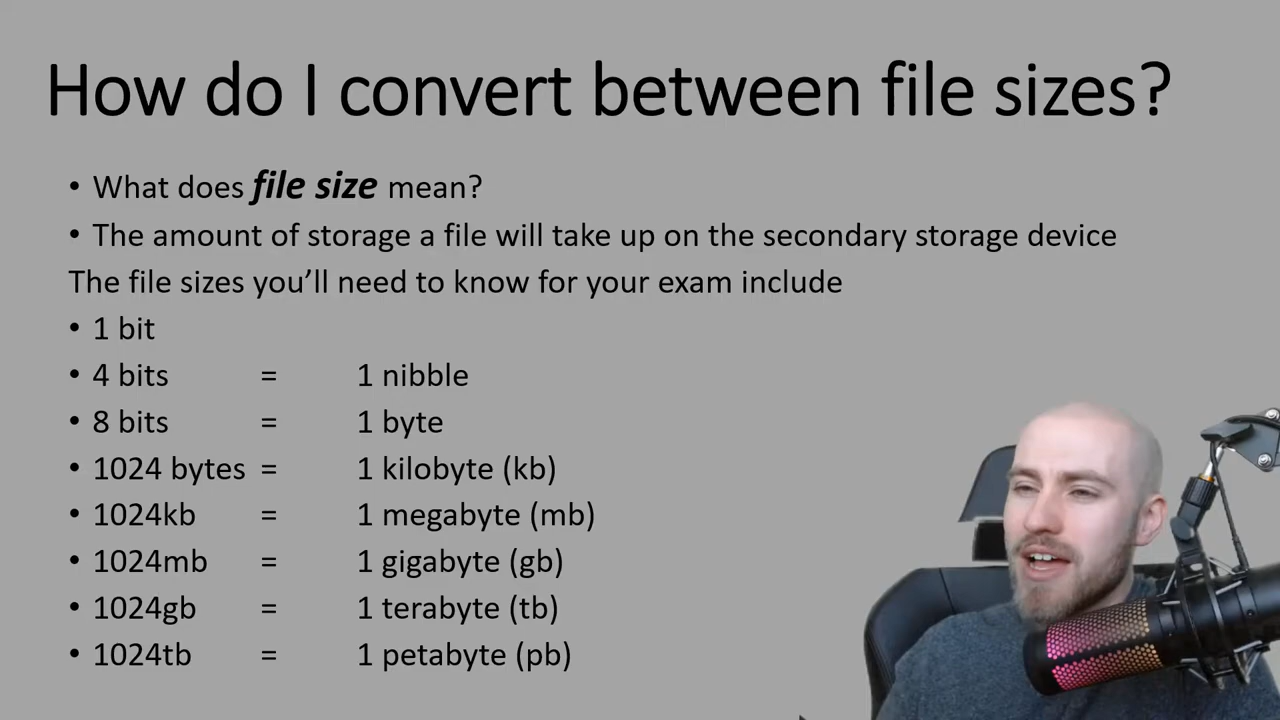 How do I convert between file sizes?
• What does file size mean?
• The amount of storage a file will take up on the secondary storage device
The file sizes you’ll need to know for your exam include
• 1 bit
• 4 bits = 1 nibble
• 8 bits = 1 byte
• 1024 bytes = 1 kilobyte (kb)
• 1024kb = 1 megabyte (mb)
• 1024mb = 1 gigabyte (gb)
• 1024gb = 1 terabyte (tb)
• 1024tb = 1 petabyte (pb)